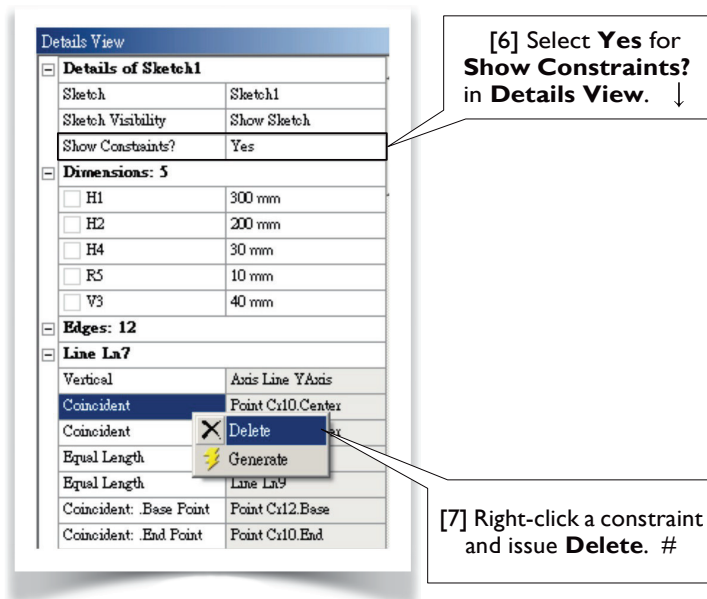 Details View
Details of Sketch1
Sketch Sketch1
Sketch Visibility Show Sketch
Show Constraints? Yes
Dimensions: 5
H1 300 mm
H2 200 mm
H4 30 mm
R5 10 mm
V3 40 mm
Edges: 12
Line Ln7
Vertical Axis Line YAxis
Coincident Point Cr10.Center
Coincident
Delete
Equal Length
Generate
Equal Length Line Ln9
Coincident: .Base Point Point Cr12.Base
Coincident: .End Point Point Cr10.End
[6] Select Yes for
Show Constraints?
in Details View. ↓
[7] Right-click a constraint
and issue Delete. #